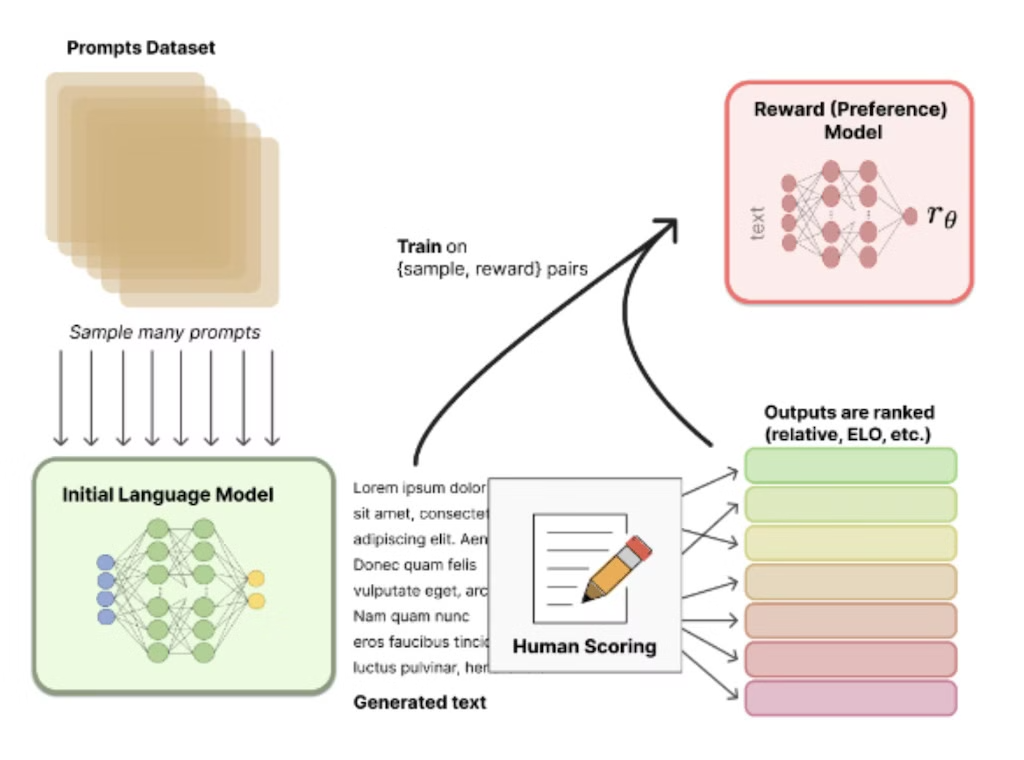 Prompts Dataset
Sample many prompts
Initial Language Model
Train on
{sample, reward} pairs
Lorem ipsum dolor
sit amet, consectet
adipiscing elit. Aen
Donec quam felis
vulputate eget, arc
Nam quam nunc
eros faucibus tincid
luctus pulvinar, hen
Generated text
Human Scoring
Reward (Preference)
Model
text
rθ
Outputs are ranked
(relative, ELO, etc.)